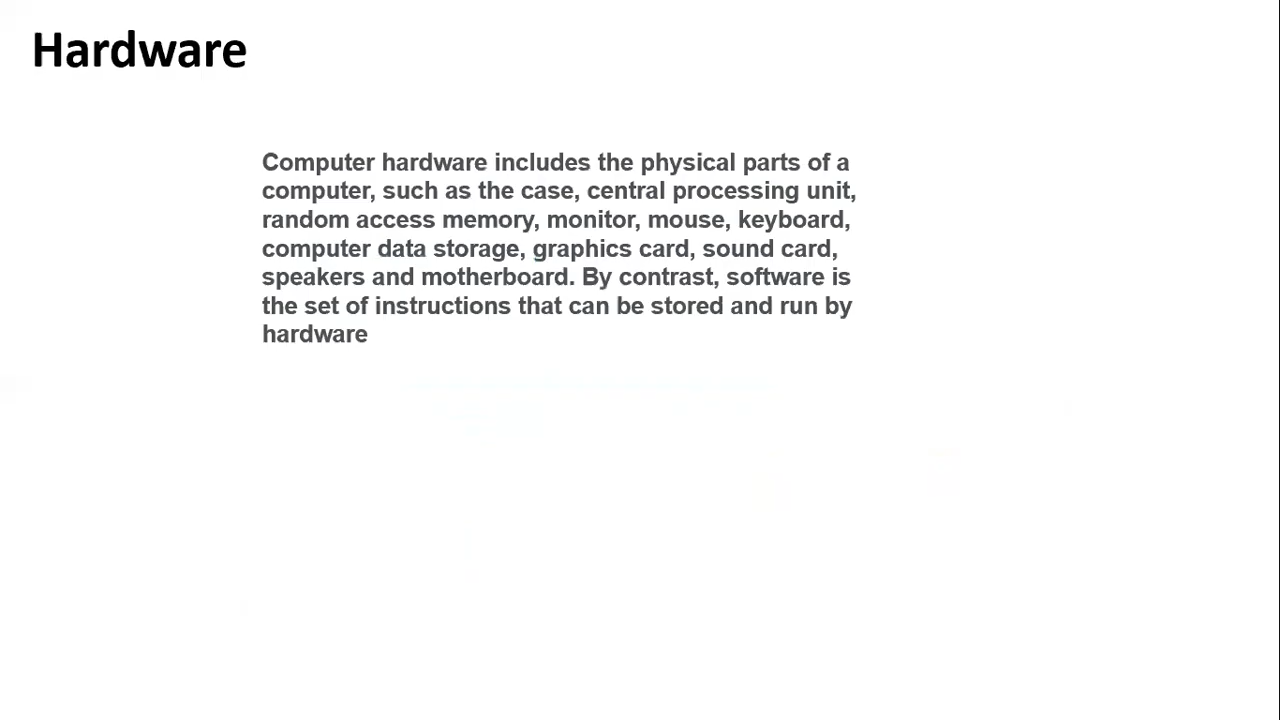 Hardware
Computer hardware includes the physical parts of a
computer, such as the case, central processing unit,
random access memory, monitor, mouse, keyboard,
computer data storage, graphics card, sound card,
speakers and motherboard. By contrast, software is
the set of instructions that can be stored and run by
hardware